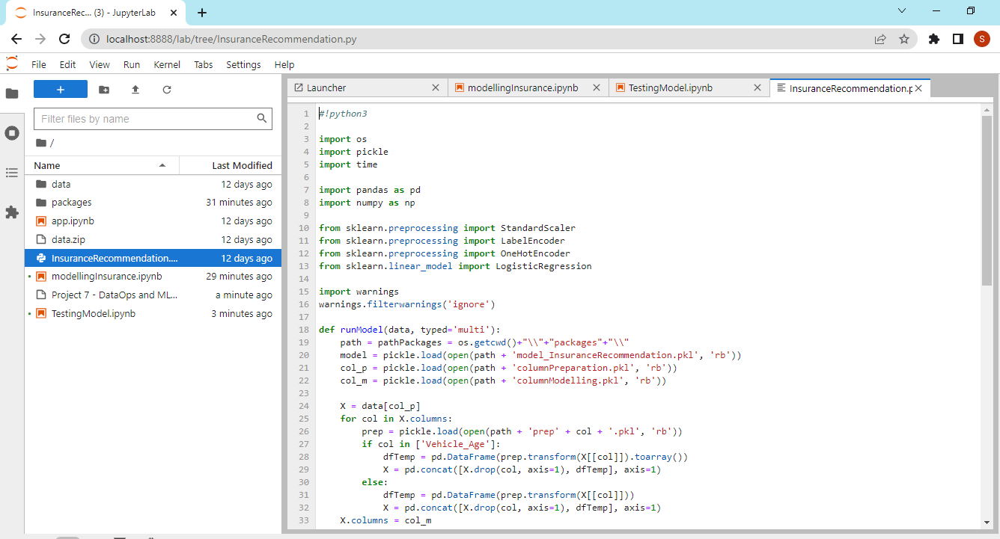 InsuranceRec... (3) - JupyterLab
localhost:8888/lab/tree/InsuranceRecommendation.py
S
File Edit View Run Kernel Tabs Settings Help
Filter files by name
/
Name Last Modified
data 12 days ago
packages 31 minutes ago
app.ipynb 12 days ago
data.zip 12 days ago
InsuranceRecommendation.... 12 days ago
modellingInsurance.ipynb 29 minutes ago
Project 7 - DataOps and ML... a minute ago
TestingModel.ipynb 3 minutes ago
Launcher modellingInsurance.ipynb TestingModel.ipynb InsuranceRecommendation.p
1 #!python3
2
3 import os
4 import pickle
5 import time
6
7 import pandas as pd
8 import numpy as np
9
10 from sklearn.preprocessing import StandardScaler
11 from sklearn.preprocessing import LabelEncoder
12 from sklearn.preprocessing import OneHotEncoder
13 from sklearn.linear_model import LogisticRegression
14
15 import warnings
16 warnings.filterwarnings('ignore')
17
18 def runModel(data, typed='multi'):
19     path = pathPackages = os.getcwd()+"\\"+"packages"+"\\"
20     model = pickle.load(open(path + 'model_InsuranceRecommendation.pkl', 'rb'))
21     col_p = pickle.load(open(path + 'columnPreparation.pkl', 'rb'))
22     col_m = pickle.load(open(path + 'columnModelling.pkl', 'rb'))
23
24     X = data[col_p]
25     for col in X.columns:
26         prep = pickle.load(open(path + 'prep' + col + '.pkl', 'rb'))
27         if col in ['Vehicle_Age']:
28             dfTemp = pd.DataFrame(prep.transform(X[[col]]).toarray())
29             X = pd.concat([X.drop(col, axis=1), dfTemp], axis=1)
30         else:
31             dfTemp = pd.DataFrame(prep.transform(X[[col]]))
32             X = pd.concat([X.drop(col, axis=1), dfTemp], axis=1)
33     X.columns = col_m